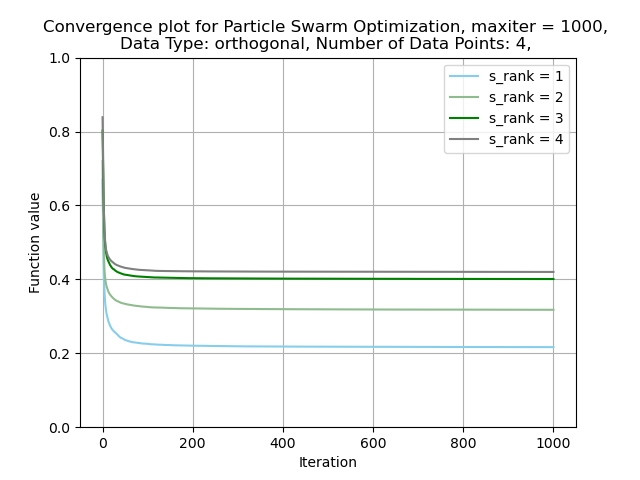 Convergence plot for Particle Swarm Optimization, maxiter = 1000,
Data Type: orthogonal, Number of Data Points: 4,
1.0
0.8
0.6
0.4
0.2
0.0
Function value
s_rank = 1
s_rank = 2
s_rank = 3
s_rank = 4
0 200 400 600 800 1000
Iteration